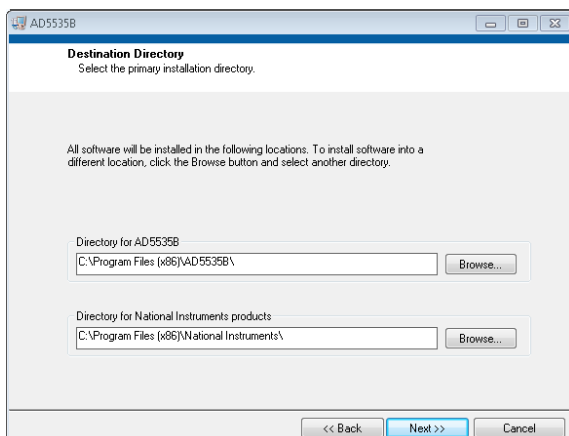 AD5535B
Destination Directory
Select the primary installation directory.
All software will be installed in the following locations. To install software into a
different location, click the Browse button and select another directory.
Directory for AD5535B
C:\Program Files (x86)\AD5535B\
Browse...
Directory for National Instruments products
C:\Program Files (x86)\National Instruments\
Browse...
<< Back
Next >>
Cancel